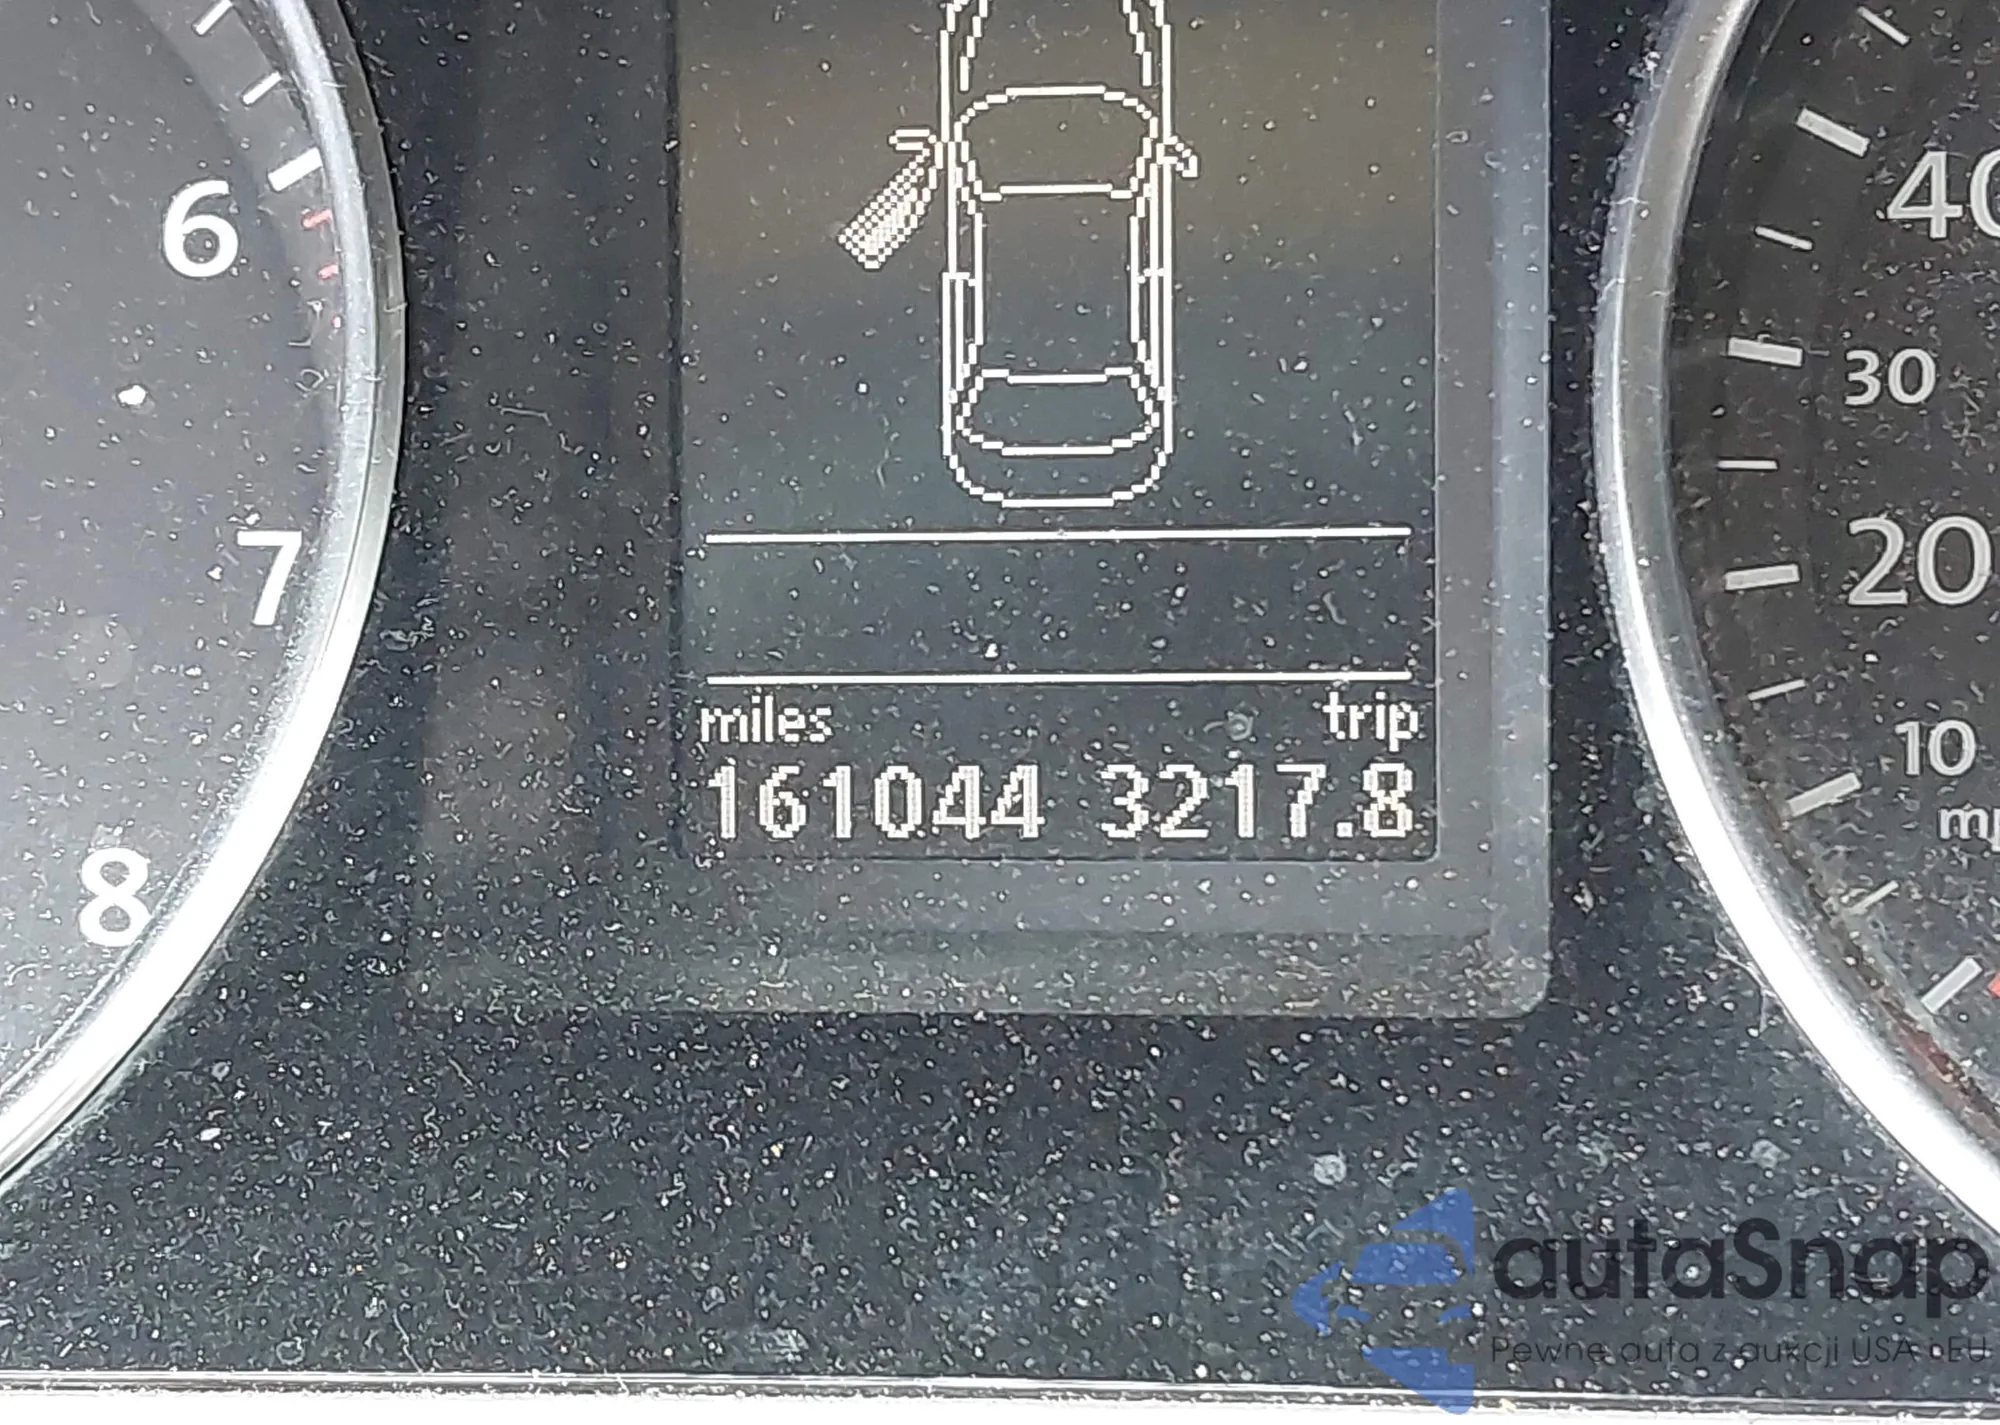 6
7
8
40
30
20
10
miles trip
161044 3217.8
autaSnap
Pewne auta z aukcji USA i EU